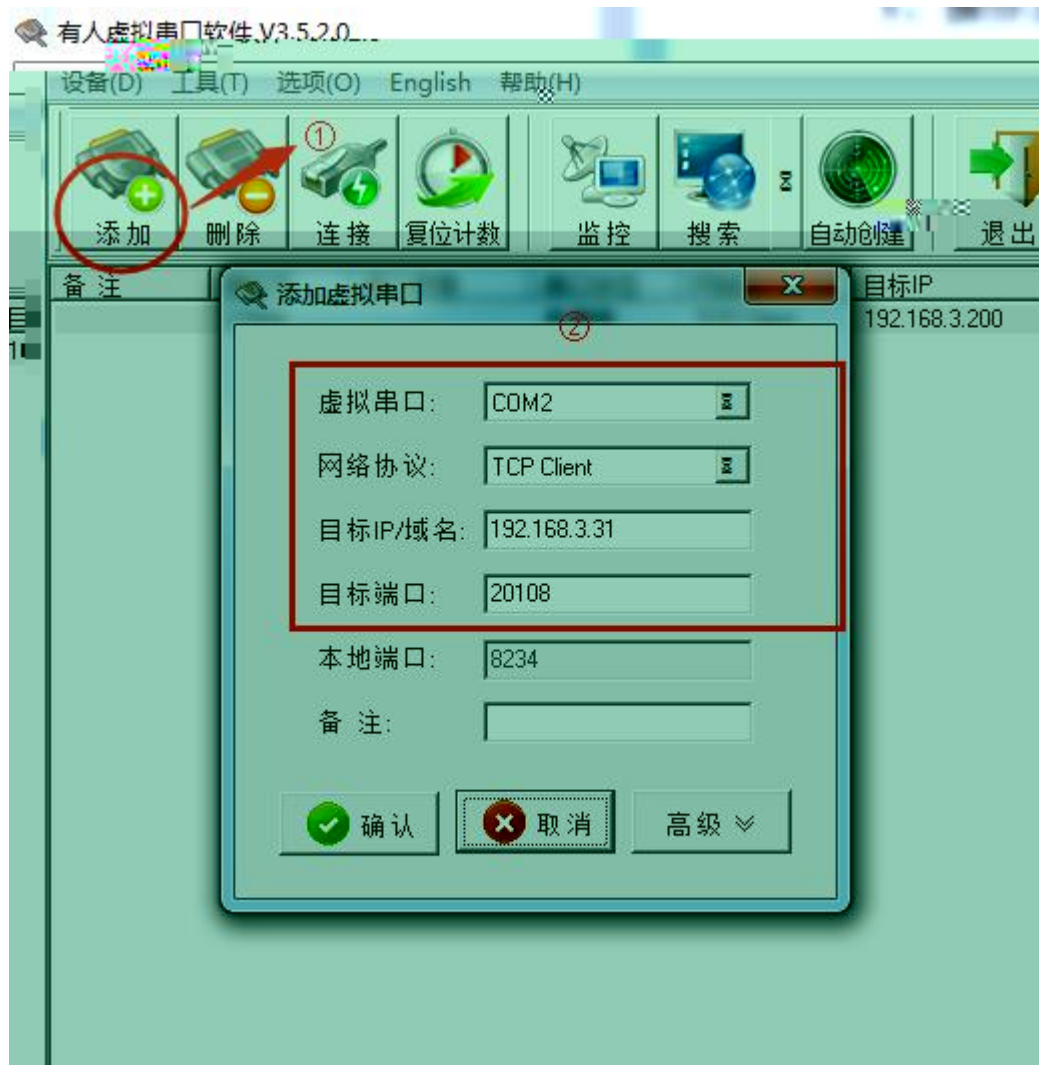 有人虚拟串口软件 V3.5.2.0
设备(D) 工具(T) 选项(O) English 帮助(H)
①
添加 删除 连接 复位计数 监控 搜索 自动创建 退出
备注 目标IP
192.168.3.200
添加虚拟串口
②
虚拟串口: COM2
网络协议: TCP Client
目标IP/域名: 192.168.3.31
目标端口: 20108
本地端口: 8234
备 注:
确认 取消 高级